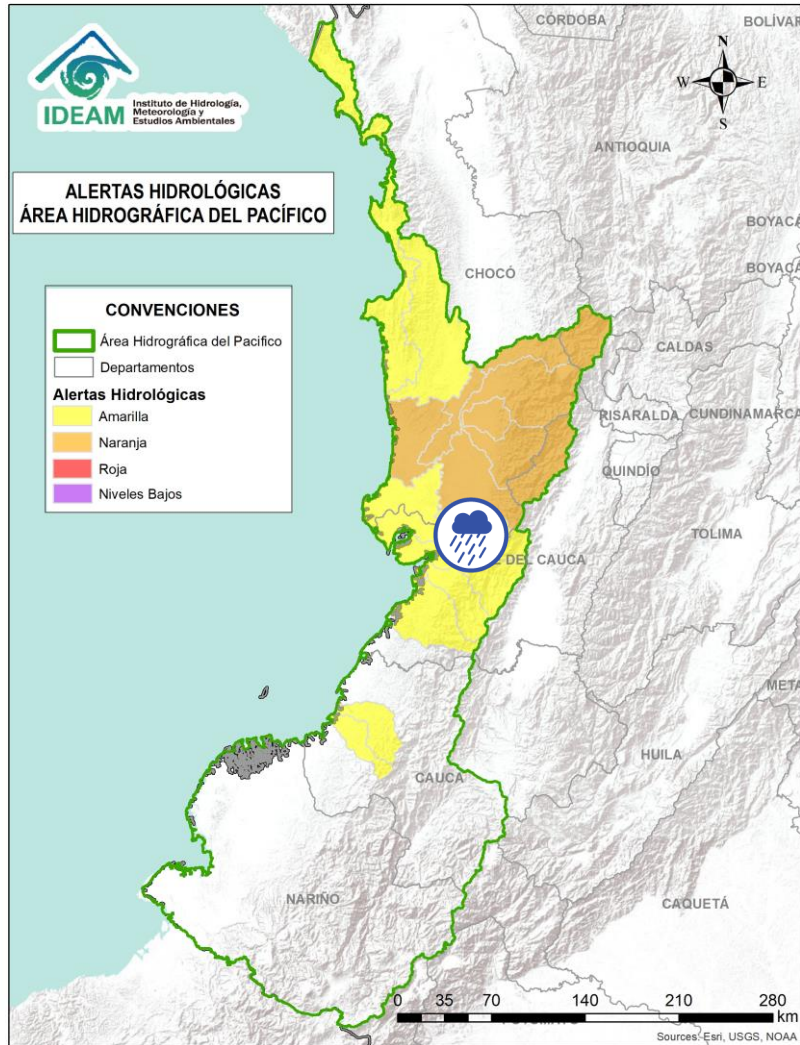 IDEAM
Instituto de Hidrología,
Meteorología y
Estudios Ambientales
ALERTAS HIDROLÓGICAS
ÁREA HIDROGRÁFICA DEL PACÍFICO
CONVENCIONES
Área Hidrográfica del Pacifico
Departamentos
Alertas Hidrológicas
Amarilla
Naranja
Roja
Niveles Bajos
N
W
E
S
CÓRDOBA
BOLÍVAR
ANTIOQUIA
BOYACÁ
CHOCÓ
BOYACÁ
CALDAS
RISARALDA
CUNDINAMARCA
QUINDÍO
TOLIMA
DEL CAUCA
META
HUILA
CAUCA
NARIÑO
CAQUETÁ
0 35 70 140 210 280
km
Sources: Esri, USGS, NOAA